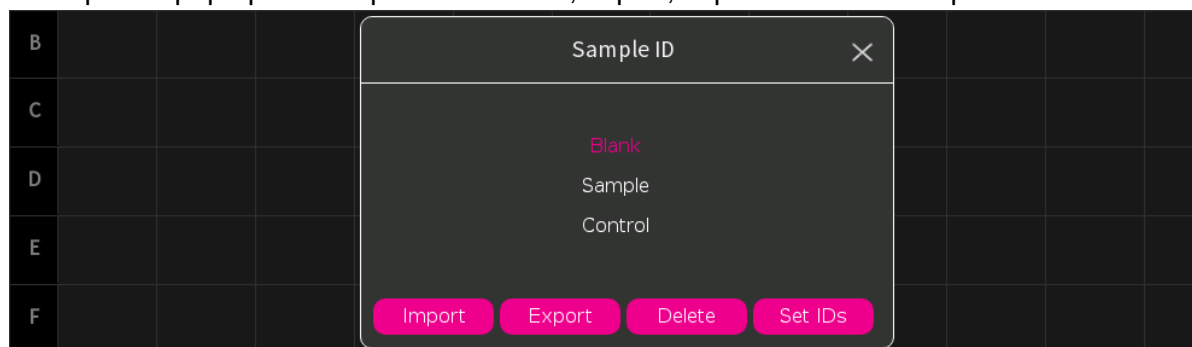 B
Sample ID
C
Blank
D
Sample
Control
E
F
Import Export Delete Set IDs